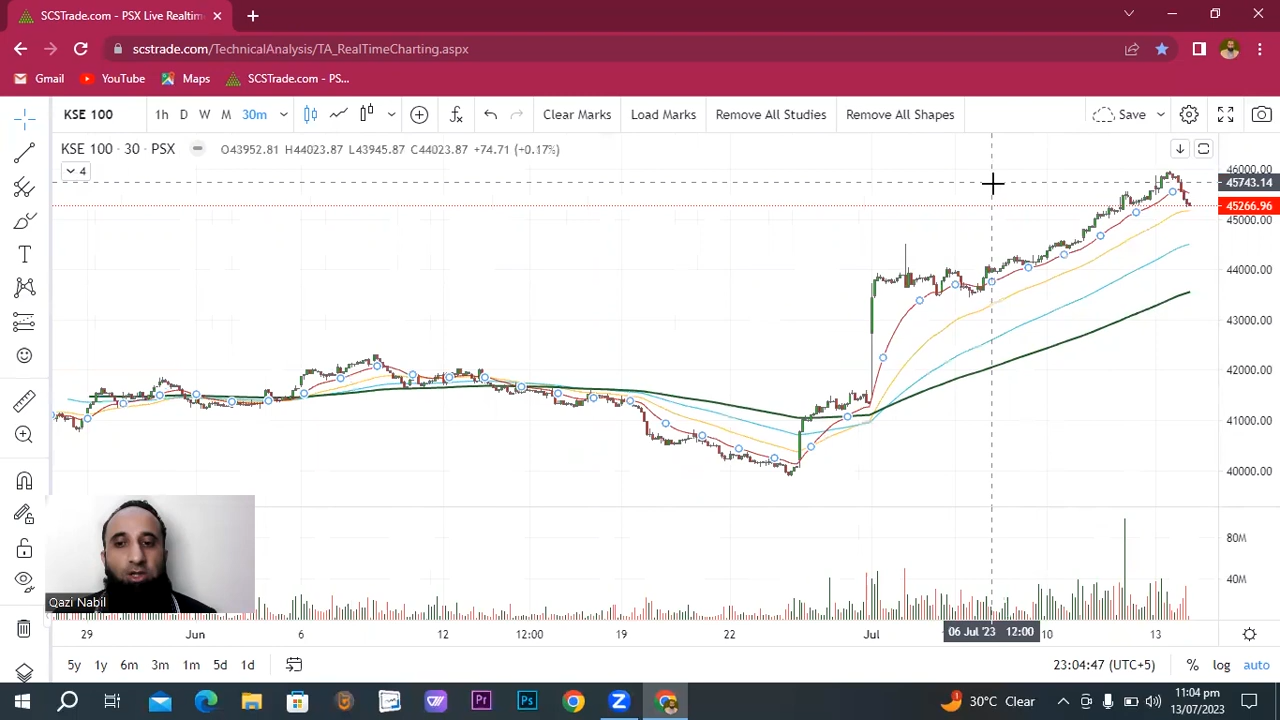 SCSTrade.com - PSX Live Realtim
scstrade.com/TechnicalAnalysis/TA_RealTimeCharting.aspx
Gmail YouTube Maps SCSTrade.com - PS...
KSE 100 1h D W M 30m Clear Marks Load Marks Remove All Studies Remove All Shapes Save
KSE 100 · 30 · PSX O43952.81 H44023.87 L43945.87 C44023.87 +74.71 (+0.17%)
4
46000.00
45743.14
45266.96
45000.00
44000.00
43000.00
42000.00
41000.00
40000.00
80M
40M
Qazi Nabil
29 Jun 6 12 12:00 19 22 Jul 06 Jul '23 12:00 10 13
5y 1y 6m 3m 1m 5d 1d 23:04:47 (UTC+5) % log auto
Pr Ps 1 30°C Clear 11:04 pm
13/07/2023